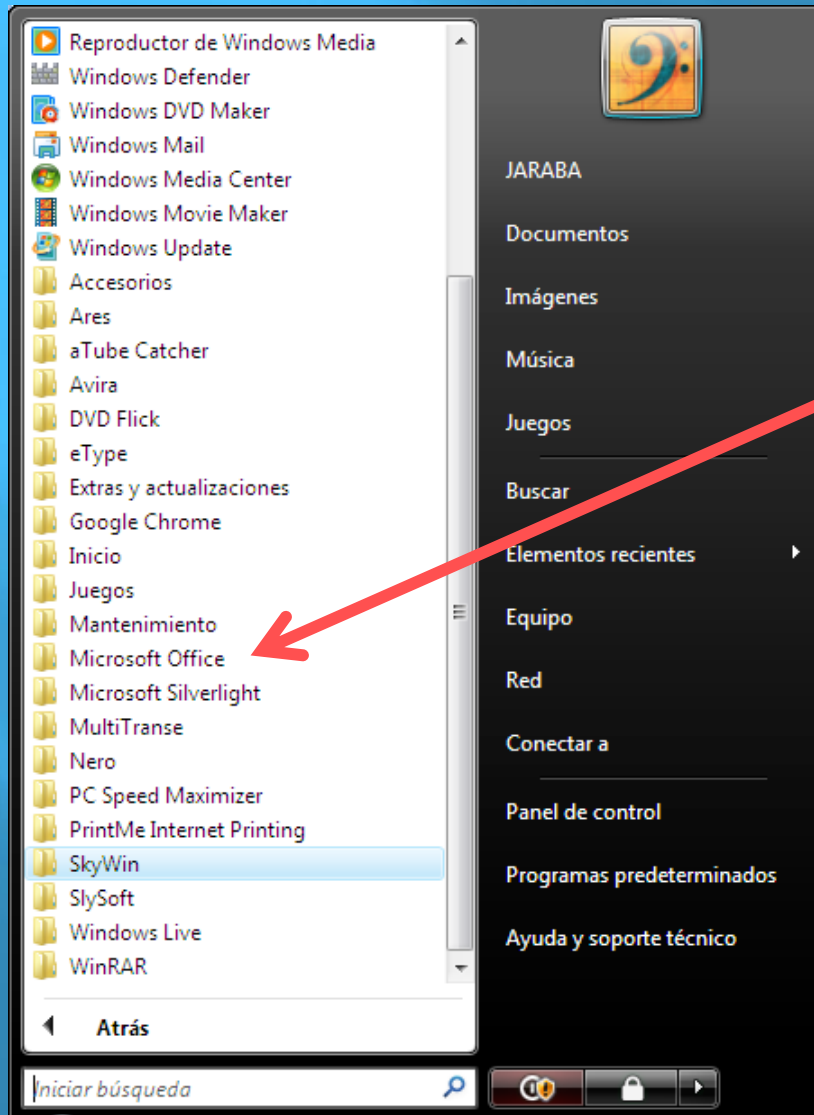 Reproductor de Windows Media
Windows Defender
Windows DVD Maker
Windows Mail
Windows Media Center
Windows Movie Maker
Windows Update
Accesorios
Ares
aTube Catcher
Avira
DVD Flick
eType
Extras y actualizaciones
Google Chrome
Inicio
Juegos
Mantenimiento
Microsoft Office
Microsoft Silverlight
MultiTranse
Nero
PC Speed Maximizer
PrintMe Internet Printing
SkyWin
SlySoft
Windows Live
WinRAR
Atrás
Iniciar búsqueda
JARABA
Documentos
Imágenes
Música
Juegos
Buscar
Elementos recientes
Equipo
Red
Conectar a
Panel de control
Programas predeterminados
Ayuda y soporte técnico